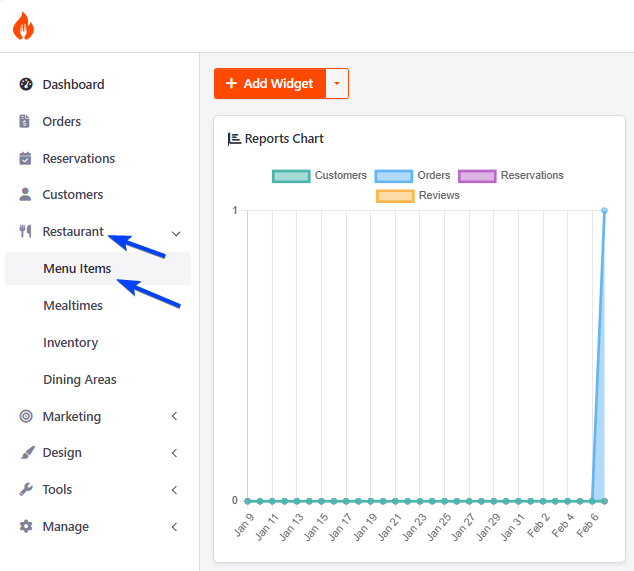 Dashboard
Orders
Reservations
Customers
Restaurant
Menu Items
Mealtimes
Inventory
Dining Areas
Marketing
Design
Tools
Manage
+ Add Widget
Reports Chart
Customers Orders Reservations
Reviews
1
0
Jan 9 Jan 11 Jan 13 Jan 15 Jan 17 Jan 19 Jan 21 Jan 23 Jan 25 Jan 27 Jan 29 Jan 31 Feb 2 Feb 4 Feb 6